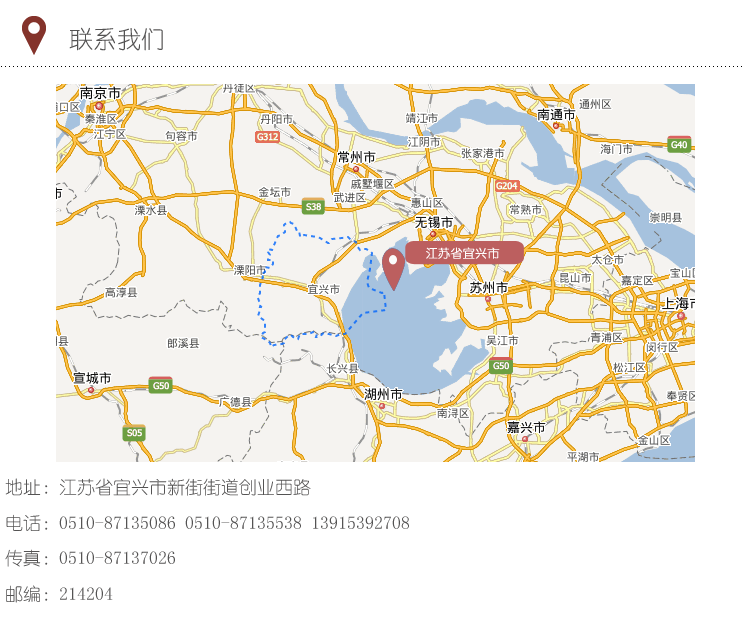 联系我们
南京市
丹徒区
浦口区
秦淮区
江宁区
句容市
丹阳市
G312
常州市
靖江市
江阴市
张家港市
南通市
通州区
海门市
G40
金坛市
戚墅堰区
武进区
S38
G204
溧水县
惠山区
无锡市
常熟市
崇明县
江苏省宜兴市
溧阳市
宜兴市
高淳县
苏州市
太仓市
昆山市
嘉定区
宝山区
上海市
郎溪县
吴江市
青浦区
闵行区
长兴县
G50
松江区
宣城市
G50
湖州市
广德县
南浔区
奉贤区
S05
嘉兴市
金山区
平湖市
地址：江苏省宜兴市新街街道创业西路
电话：0510-87135086 0510-87135538 13915392708
传真：0510-87137026
邮编：214204